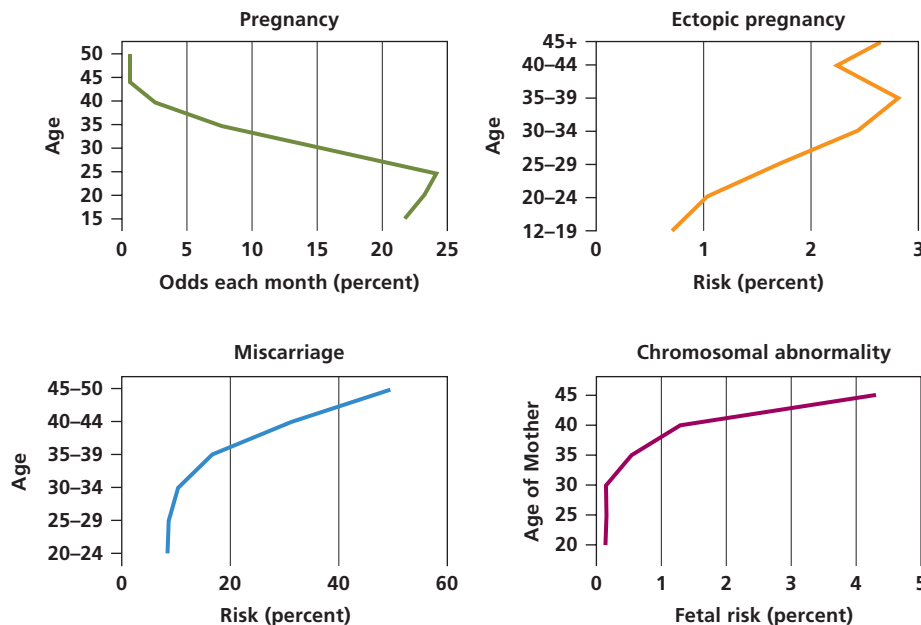 Pregnancy
Age
50
45
40
35
30
25
20
15
0 5 10 15 20 25
Odds each month (percent)
Ectopic pregnancy
Age
45+
40–44
35–39
30–34
25–29
20–24
12–19
0 1 2 3
Risk (percent)
Miscarriage
Age
45–50
40–44
35–39
30–34
25–29
20–24
0 20 40 60
Risk (percent)
Chromosomal abnormality
Age of Mother
45
40
35
30
25
20
0 1 2 3 4 5
Fetal risk (percent)